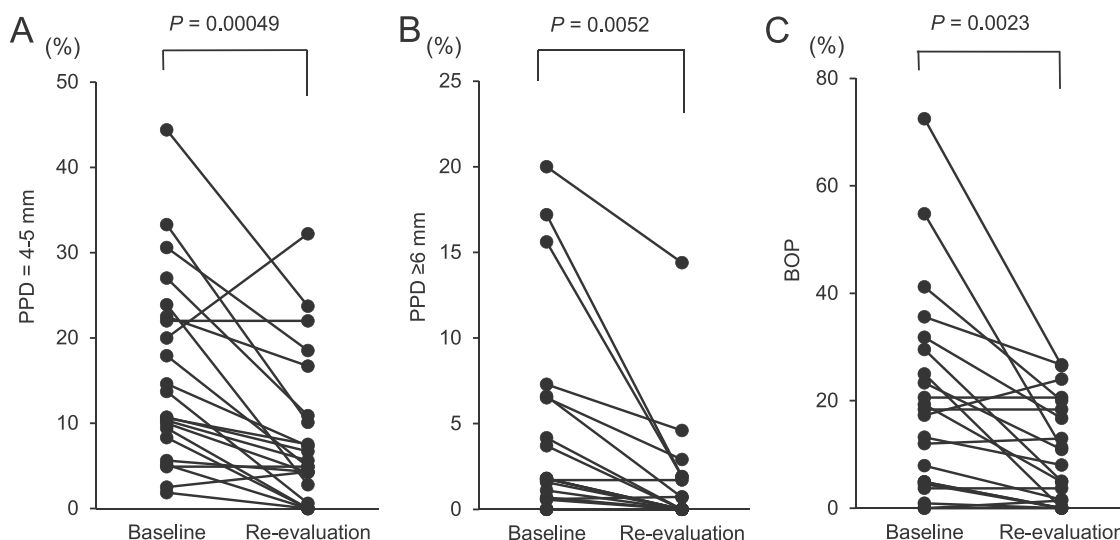 A
(%)
P = 0.00049
PPD = 4-5 mm
50
40
30
20
10
0
Baseline
Re-evaluation
B
(%)
P = 0.0052
PPD ≥6 mm
25
20
15
10
5
0
Baseline
Re-evaluation
C
(%)
P = 0.0023
BOP
80
60
40
20
0
Baseline
Re-evaluation